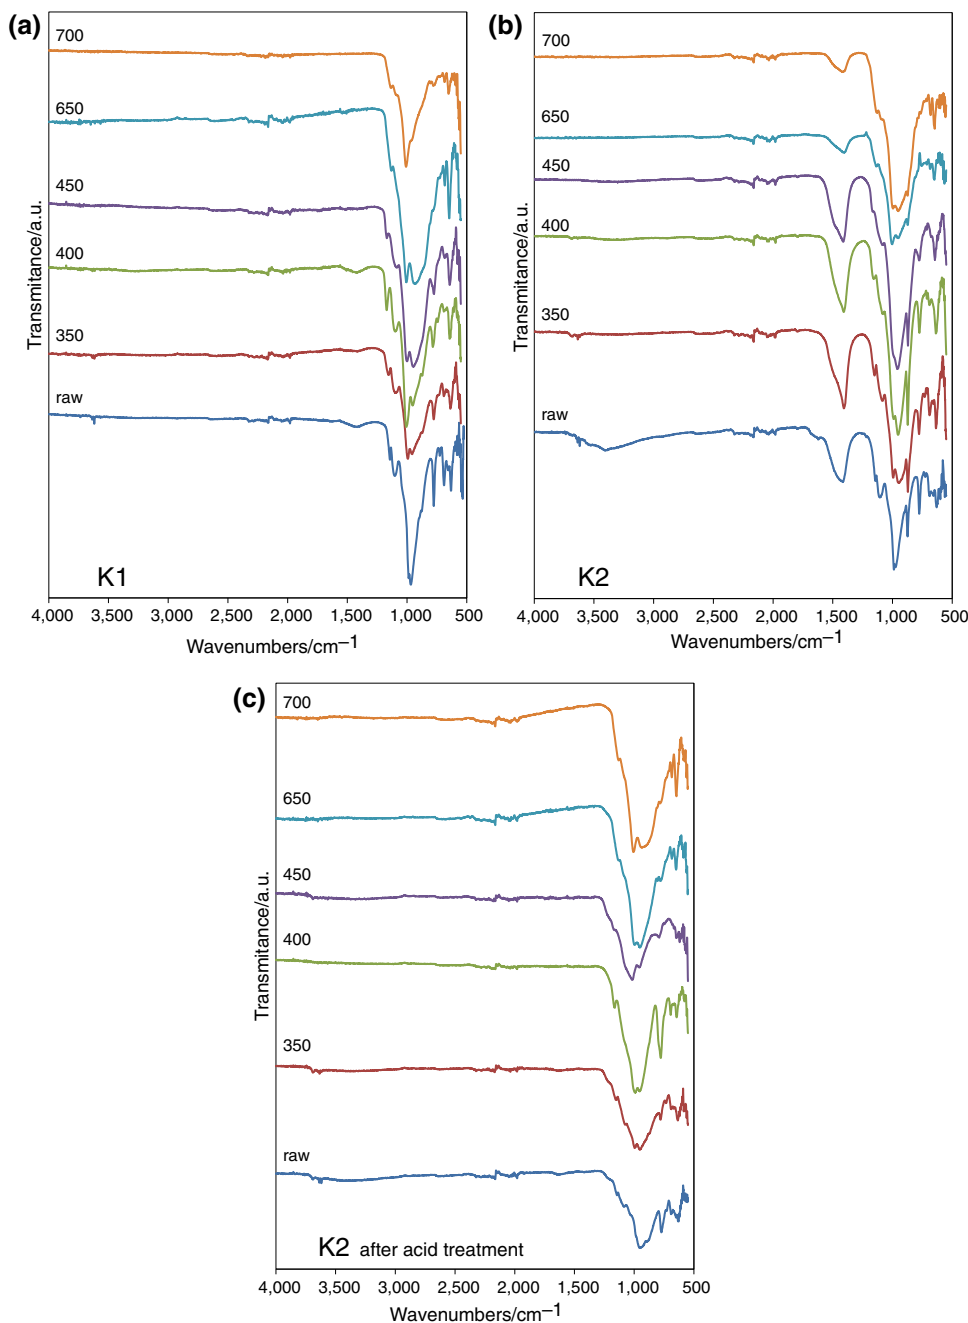 (a)
700
650
450
400
350
raw
K1
Transmitance/a.u.
4,000 3,500 3,000 2,500 2,000 1,500 1,000 500
Wavenumbers/cm⁻¹
(b)
700
650
450
400
350
raw
K2
Transmitance/a.u.
4,000 3,500 3,000 2,500 2,000 1,500 1,000 500
Wavenumbers/cm⁻¹
(c)
700
650
450
400
350
raw
K2 after acid treatment
Transmitance/a.u.
4,000 3,500 3,000 2,500 2,000 1,500 1,000 500
Wavenumbers/cm⁻¹